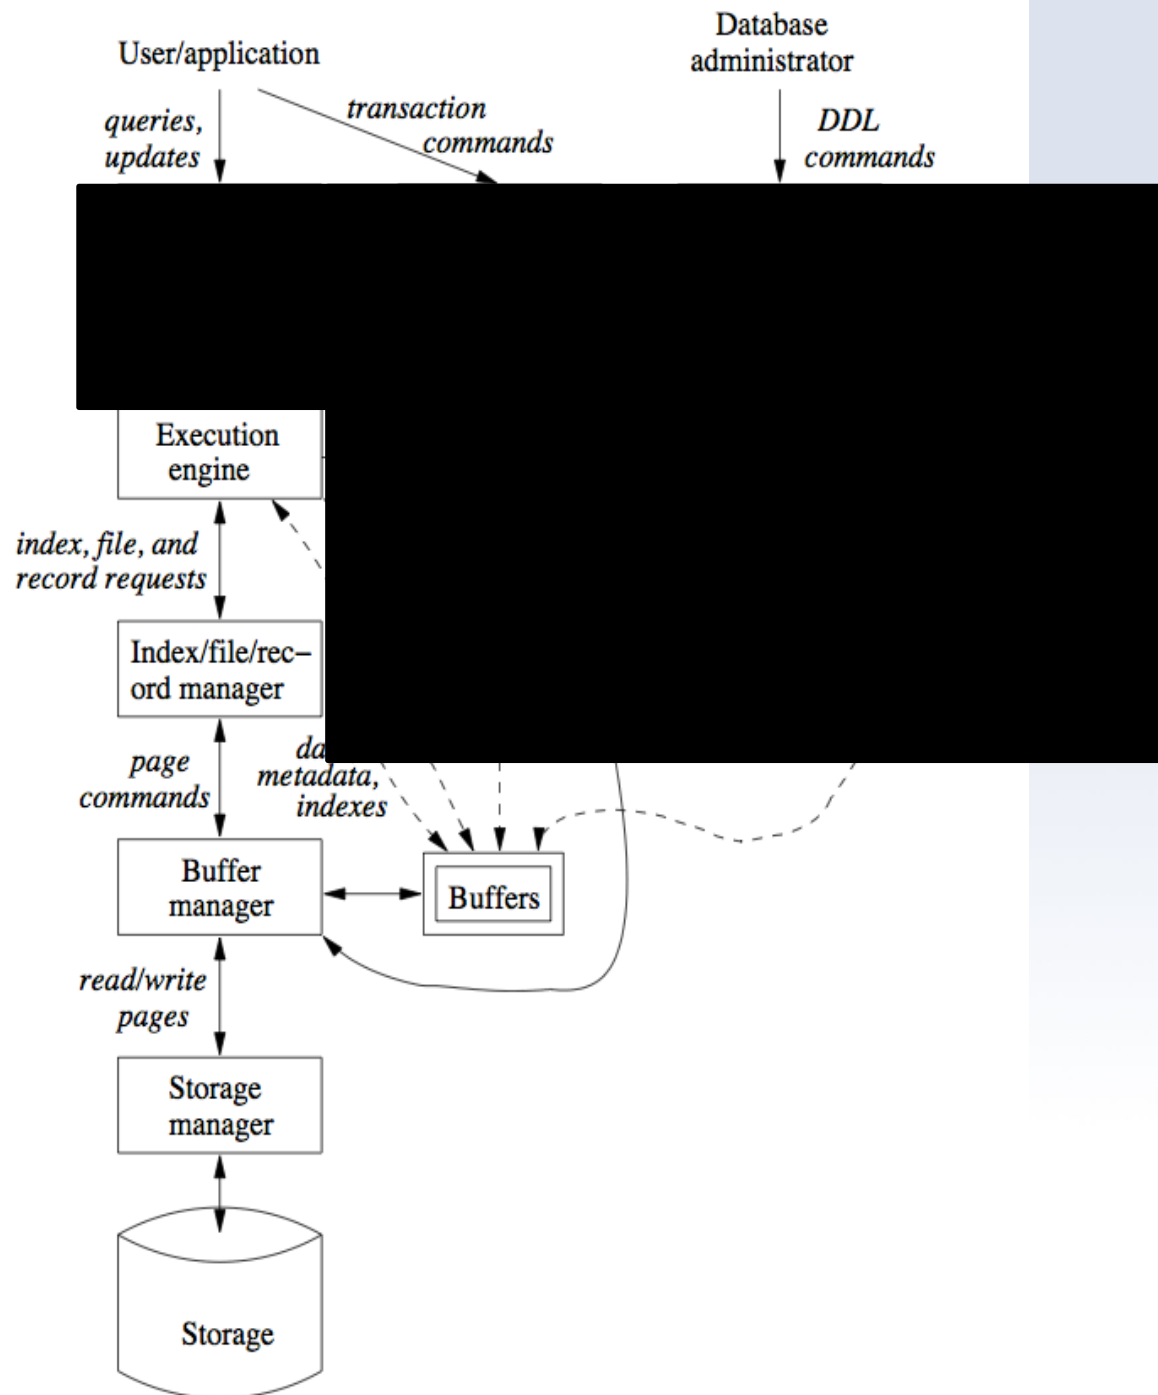 User/application
Database
administrator
queries,
updates
transaction
commands
DDL
commands
Execution
engine
index, file, and
record requests
Index/file/rec–
ord manager
page
commands
metadata,
indexes
Buffer
manager
Buffers
read/write
pages
Storage
manager
Storage